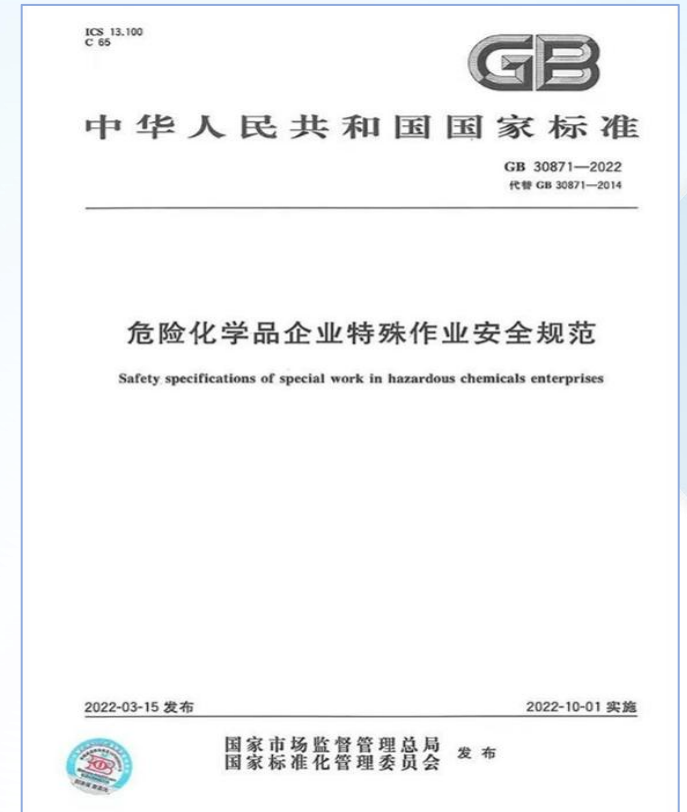 ICS 13.100
C 65
GB
中华人民共和国国家标准
GB 30871—2022
代替 GB 30871—2014
危险化学品企业特殊作业安全规范
Safety specifications of special work in hazardous chemicals enterprises
2022-03-15 发布
2022-10-01 实施
国家市场监督管理总局
国家标准化管理委员会
发布